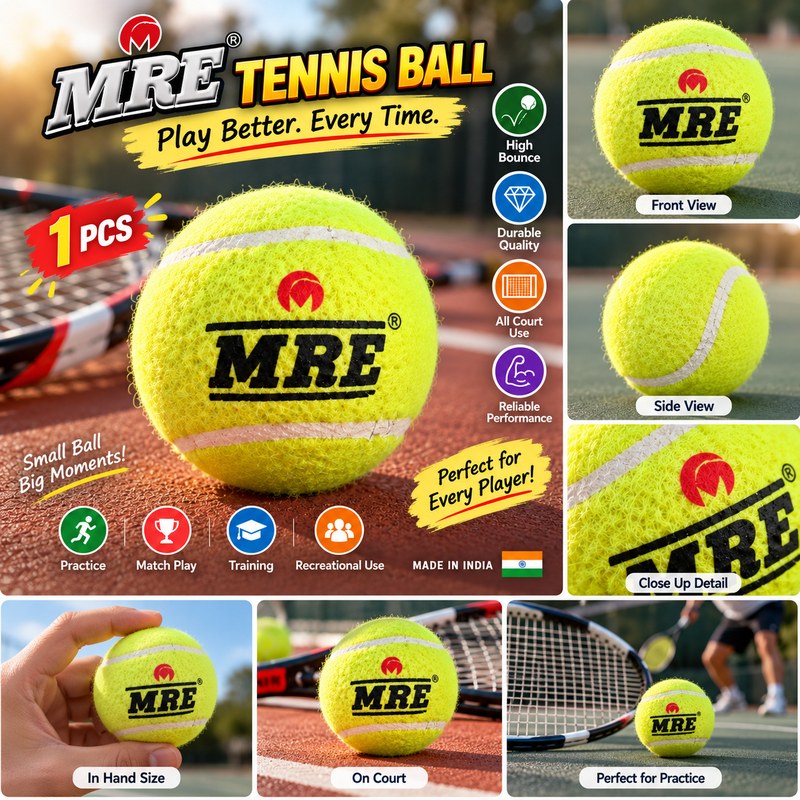 MRE® TENNIS BALL
Play Better. Every Time.
1 PCS
High
Bounce
Durable
Quality
All Court
Use
Reliable
Performance
MRE®
Small Ball
Big Moments!
Perfect for
Every Player!
Practice
Match Play
Training
Recreational Use
MADE IN INDIA
MRE®
Front View
Side View
MRE®
Close Up Detail
MRE®
In Hand Size
MRE®
On Court
MRE®
Perfect for Practice